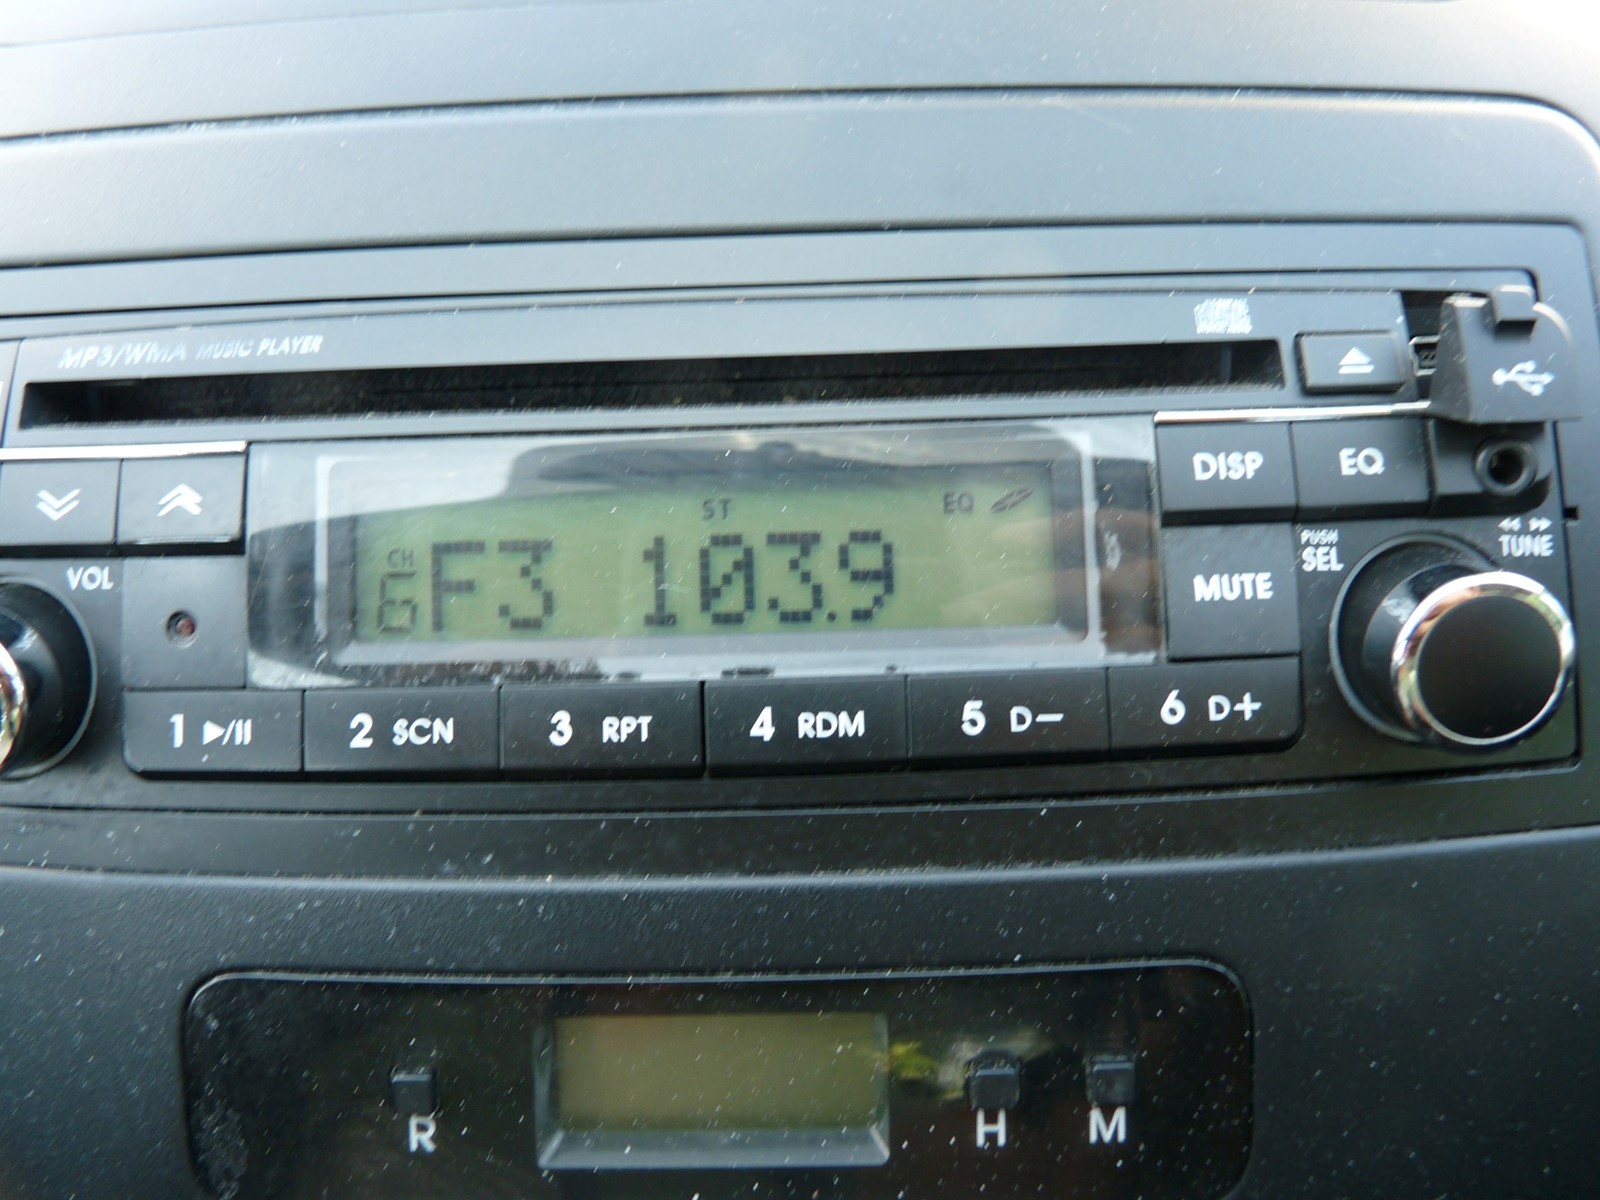 MP3/WMA MUSIC PLAYER
DISP
EQ
ST
EQ
CH
6
F3 103.9
VOL
MUTE
PUSH
SEL
TUNE
1
2 SCN
3 RPT
4 RDM
5 D−
6 D+
R
H
M